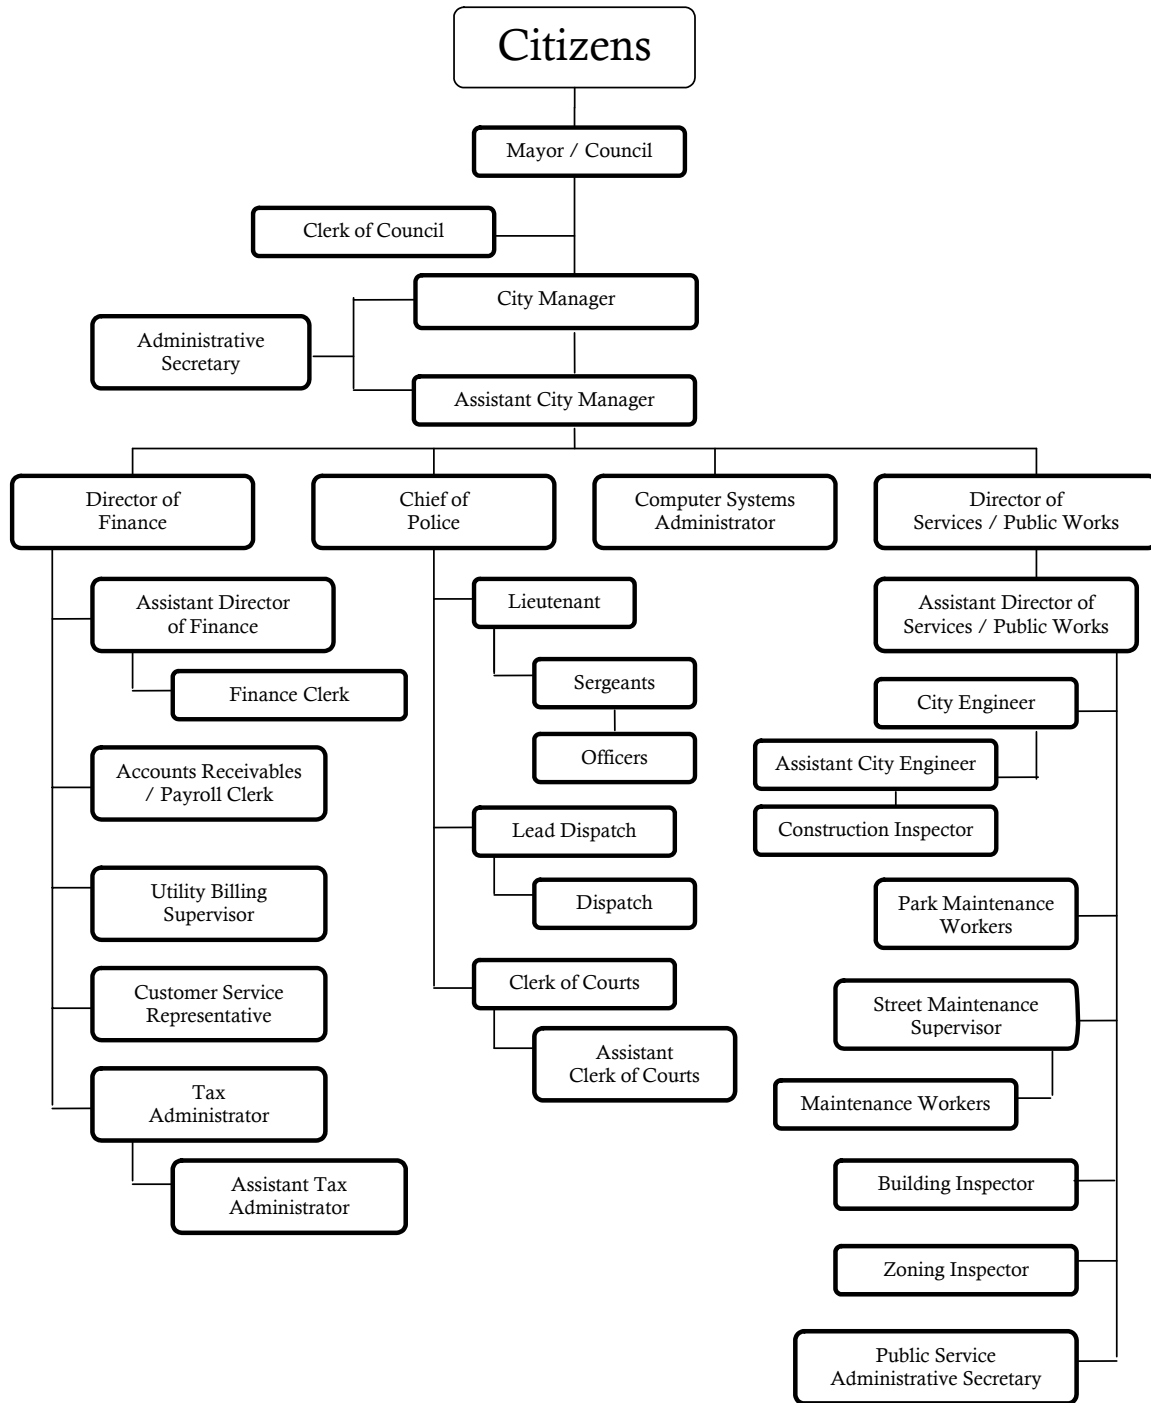 Citizens
Mayor / Council
Clerk of Council
City Manager
Administrative
Secretary
Assistant City Manager
Director of
Finance
Chief of
Police
Computer Systems
Administrator
Director of
Services / Public Works
Assistant Director
of Finance
Finance Clerk
Accounts Receivables
/ Payroll Clerk
Utility Billing
Supervisor
Customer Service
Representative
Tax
Administrator
Assistant Tax
Administrator
Lieutenant
Sergeants
Officers
Lead Dispatch
Dispatch
Clerk of Courts
Assistant
Clerk of Courts
Assistant Director of
Services / Public Works
City Engineer
Assistant City Engineer
Construction Inspector
Park Maintenance
Workers
Street Maintenance
Supervisor
Maintenance Workers
Building Inspector
Zoning Inspector
Public Service
Administrative Secretary